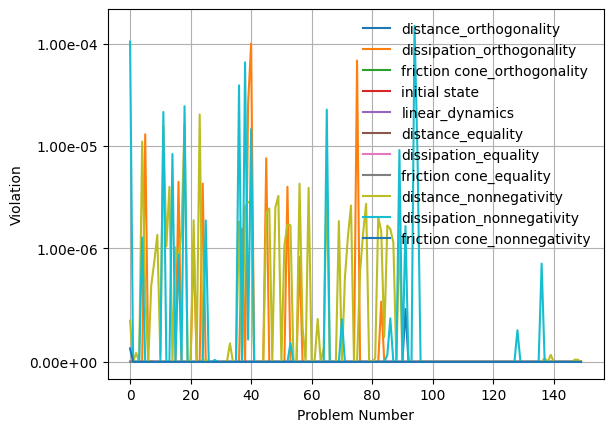 1.00e-04
1.00e-05
1.00e-06
0.00e+00
Violation
0 20 40 60 80 100 120 140
Problem Number
distance_orthogonality
dissipation_orthogonality
friction cone_orthogonality
initial state
linear_dynamics
distance_equality
dissipation_equality
friction cone_equality
distance_nonnegativity
dissipation_nonnegativity
friction cone_nonnegativity